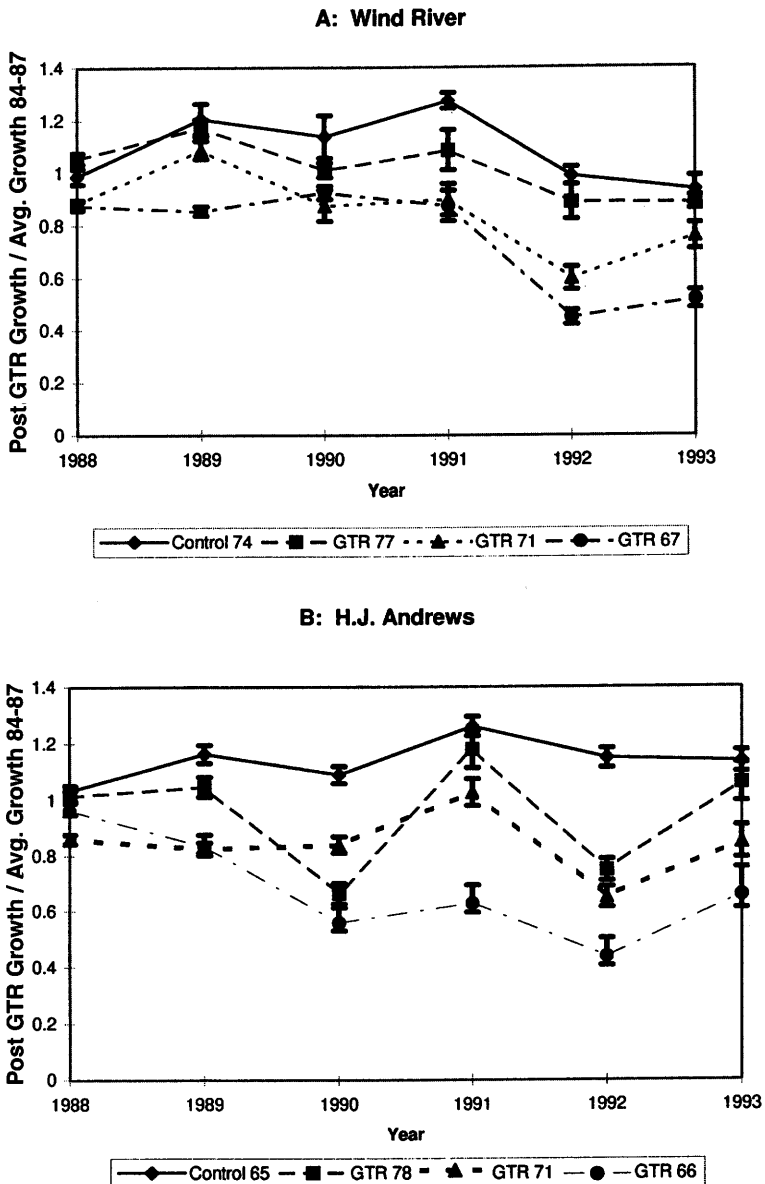 A: Wind River
Post GTR Growth / Avg. Growth 84-87
1.4
1.2
1
0.8
0.6
0.4
0.2
0
1988 1989 1990 1991 1992 1993
Year
Control 74 GTR 77 GTR 71 GTR 67
B: H.J. Andrews
Post GTR Growth / Avg. Growth 84-87
1.4
1.2
1
0.8
0.6
0.4
0.2
0
1988 1989 1990 1991 1992 1993
Year
Control 65 GTR 78 GTR 71 GTR 66